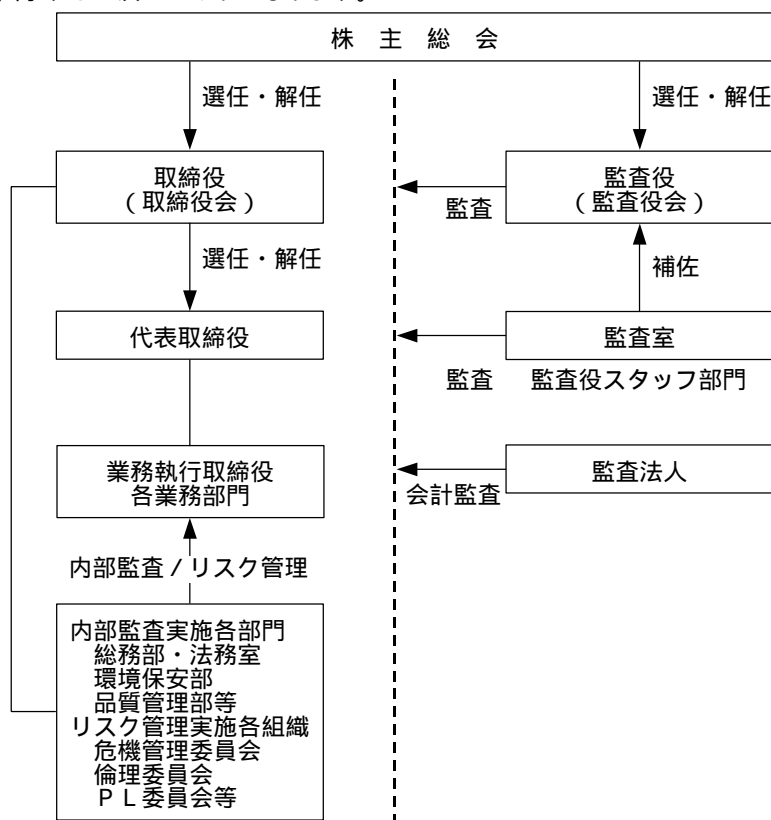 株主総会
選任・解任
選任・解任
取締役
(取締役会)
監査
監査役
(監査役会)
選任・解任
補佐
代表取締役
監査室
監査
監査役スタッフ部門
業務執行取締役
各業務部門
会計監査
監査法人
内部監査/リスク管理
内部監査実施各部門
総務部・法務室
環境保安部
品質管理部等
リスク管理実施各組織
危機管理委員会
倫理委員会
PL委員会等